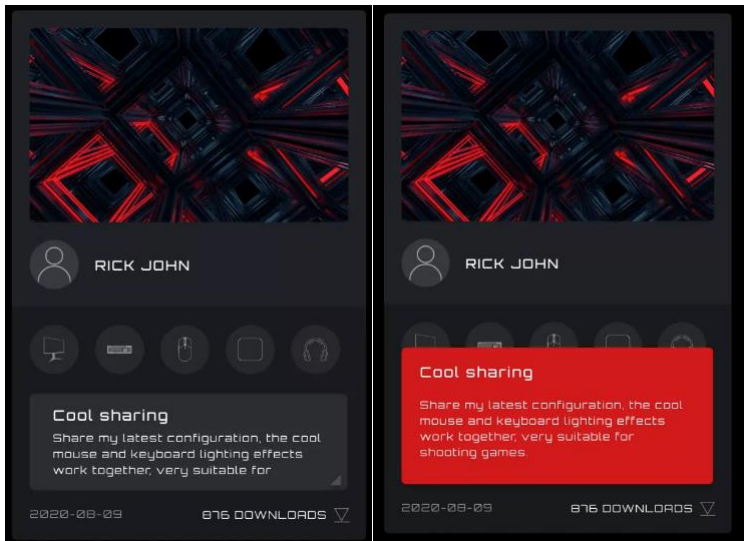 RICK JOHN
Cool sharing
Share my latest configuration, the cool
mouse and keyboard lighting effects
work together, very suitable for
2020-08-09
876 DOWNLOADS
RICK JOHN
Cool sharing
Share my latest configuration, the cool
mouse and keyboard lighting effects
work together, very suitable for
shooting games.
2020-08-09
876 DOWNLOADS